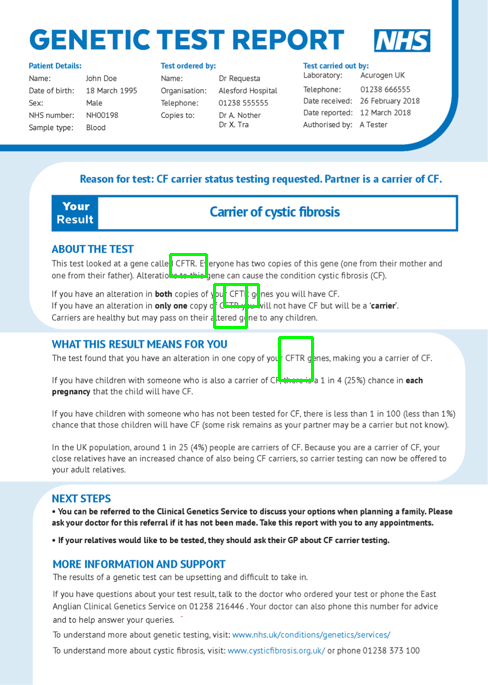 GENETIC TEST REPORT
NHS
Patient Details:
Name: John Doe
Date of birth: 18 March 1995
Sex: Male
NHS number: NH00198
Sample type: Blood
Test ordered by:
Name: Dr Requesta
Organisation: Alesford Hospital
Telephone: 01238 555555
Copies to: Dr A. Nother
Dr X. Tra
Test carried out by:
Laboratory: Acurogen UK
Telephone: 01238 666555
Date received: 26 February 2018
Date reported: 12 March 2018
Authorised by: A Tester
Reason for test: CF carrier status testing requested. Partner is a carrier of CF.
Your
Result
Carrier of cystic fibrosis
ABOUT THE TEST
This test looked at a gene called CFTR. Everyone has two copies of this gene (one from their mother and
one from their father). Alterations to this gene can cause the condition cystic fibrosis (CF).
If you have an alteration in both copies of your CFTR genes you will have CF.
If you have an alteration in only one copy of CFTR you will not have CF but will be a 'carrier'.
Carriers are healthy but may pass on their altered gene to any children.
WHAT THIS RESULT MEANS FOR YOU
The test found that you have an alteration in one copy of your CFTR genes, making you a carrier of CF.
If you have children with someone who is also a carrier of CF, there is a 1 in 4 (25%) chance in each
pregnancy that the child will have CF.
If you have children with someone who has not been tested for CF, there is less than 1 in 100 (less than 1%)
chance that those children will have CF (some risk remains as your partner may be a carrier but not know).
In the UK population, around 1 in 25 (4%) people are carriers of CF. Because you are a carrier of CF, your
close relatives have an increased chance of also being CF carriers, so carrier testing can now be offered to
your adult relatives.
NEXT STEPS
• You can be referred to the Clinical Genetics Service to discuss your options when planning a family. Please
ask your doctor for this referral if it has not been made. Take this report with you to any appointments.
• If your relatives would like to be tested, they should ask their GP about CF carrier testing.
MORE INFORMATION AND SUPPORT
The results of a genetic test can be upsetting and difficult to take in.
If you have questions about your test result, talk to the doctor who ordered your test or phone the East
Anglian Clinical Genetics Service on 01238 216446 . Your doctor can also phone this number for advice
and to help answer your queries.
To understand more about genetic testing, visit: www.nhs.uk/conditions/genetics/services/
To understand more about cystic fibrosis, visit: www.cysticfibrosis.org.uk/ or phone 01238 373 100